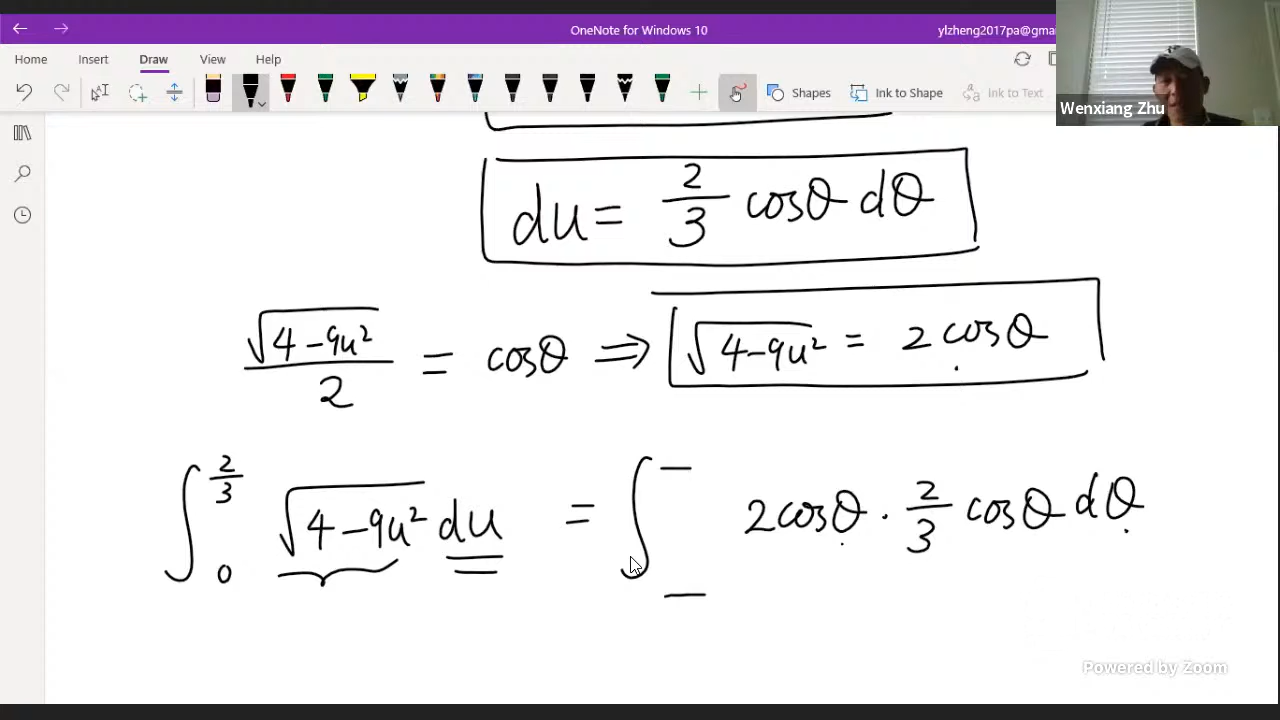 OneNote for Windows 10
ylzheng2017pa@gma
Home Insert Draw View Help
Shapes Ink to Shape Ink to Text
Wenxiang Zhu
du = 2/3 cosθ dθ
√(4-9u²)/2 = cosθ ⇒ √(4-9u²) = 2 cosθ
∫₀^(2/3) √(4-9u²) du = ∫ 2cosθ · 2/3 cosθ dθ
Powered by Zoom